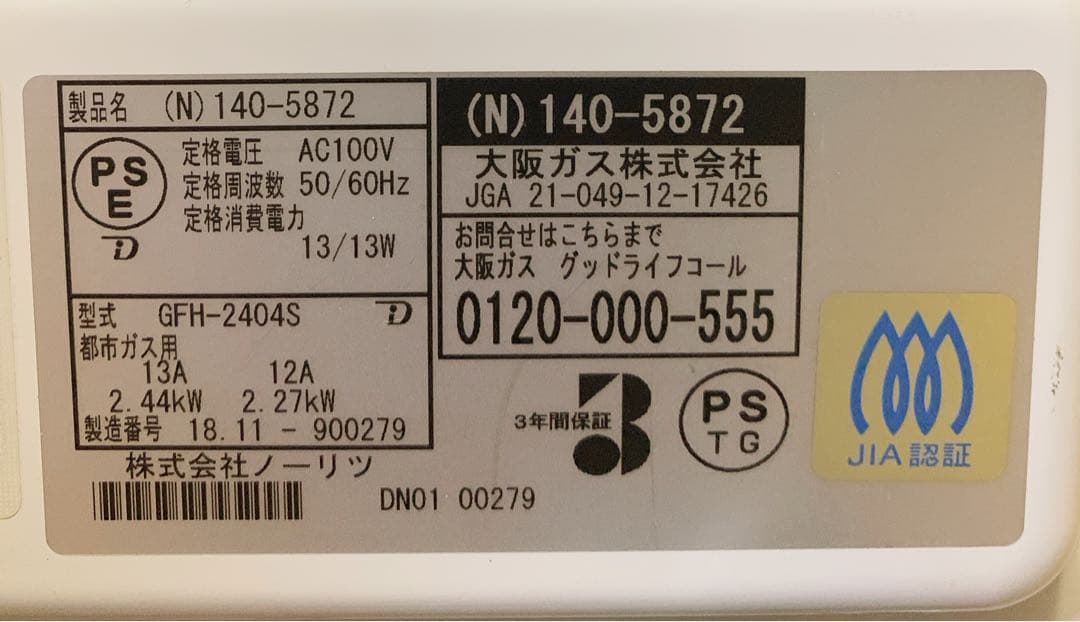 製品名 (N)140-5872
PS
E
定格電圧 AC100V
定格周波数 50/60Hz
定格消費電力
13/13W
型式 GFH-2404S
都市ガス用
13A 12A
2.44kW 2.27kW
製造番号 18.11 - 900279
株式会社ノーリツ
DN01 00279
(N)140-5872
大阪ガス株式会社
JGA 21-049-12-17426
お問合せはこちらまで
大阪ガス グッドライフコール
0120-000-555
3年間保証
PS
TG
JIA認証